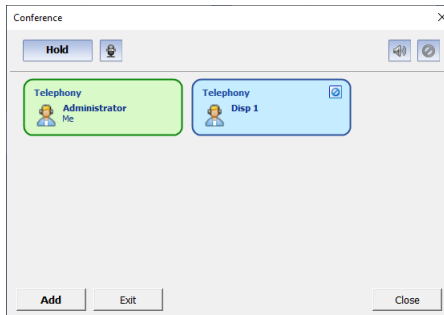 Conference
Hold
Telephony
Administrator
Me
Telephony
Disp 1
Add
Exit
Close